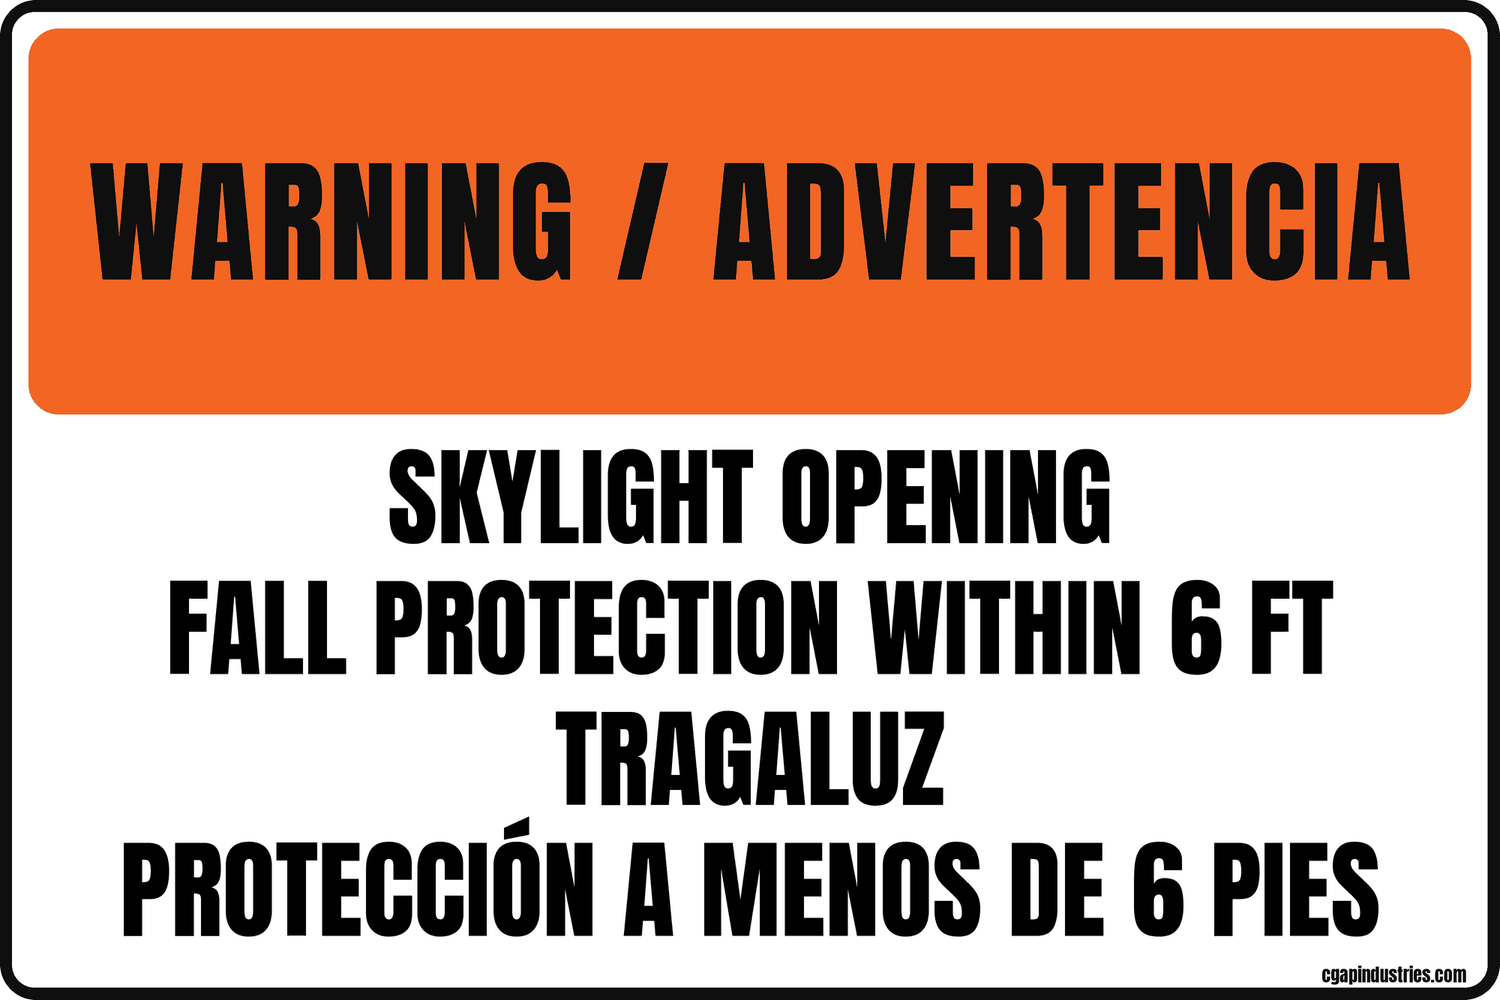 WARNING / ADVERTENCIA
SKYLIGHT OPENING
FALL PROTECTION WITHIN 6 FT
TRAGALUZ
PROTECCIÓN A MENOS DE 6 PIES
cgapindustries.com